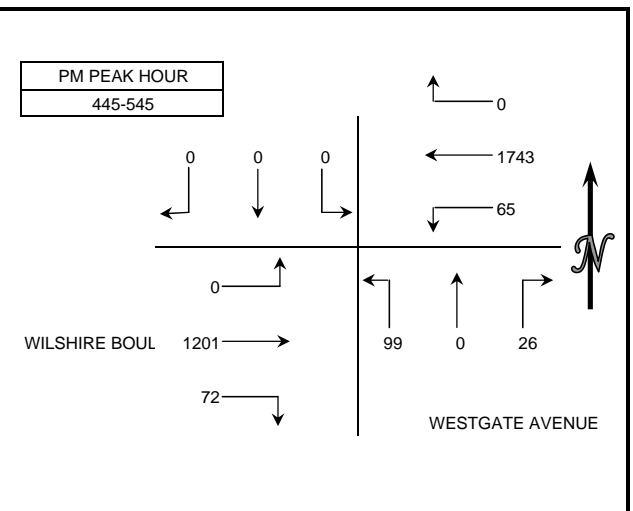 PM PEAK HOUR
445-545
0
0 0 0
1743
65
0
N
WILSHIRE BOUL 1201
99 0 26
72
WESTGATE AVENUE